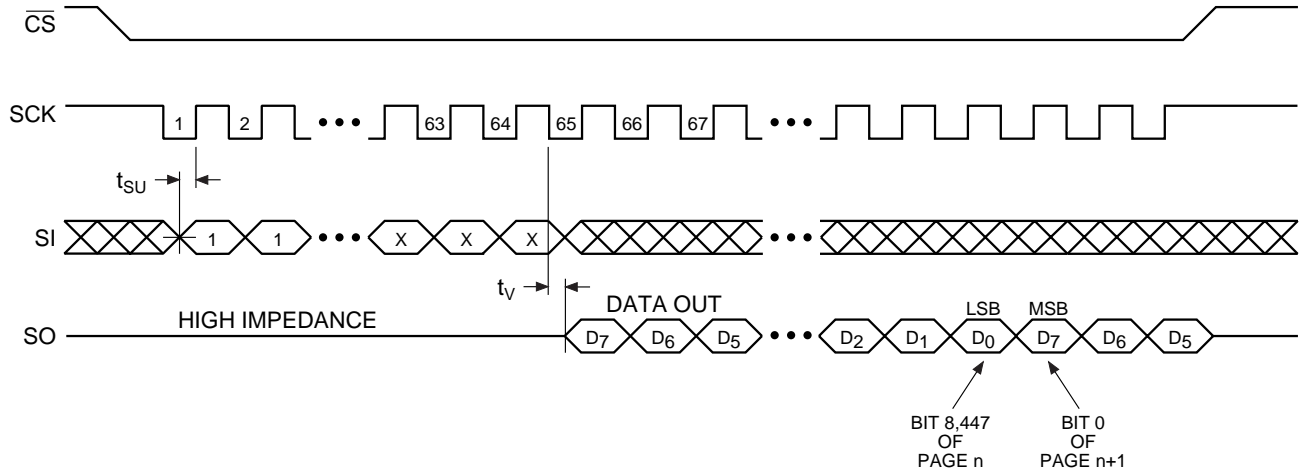 CS
SCK
1 2 63 64 65 66 67
tSU
SI
1 1 X X X
tV
DATA OUT
HIGH IMPEDANCE
LSB MSB
SO
D7 D6 D5 D2 D1 D0 D7 D6 D5
BIT 8,447
OF
PAGE n
BIT 0
OF
PAGE n+1